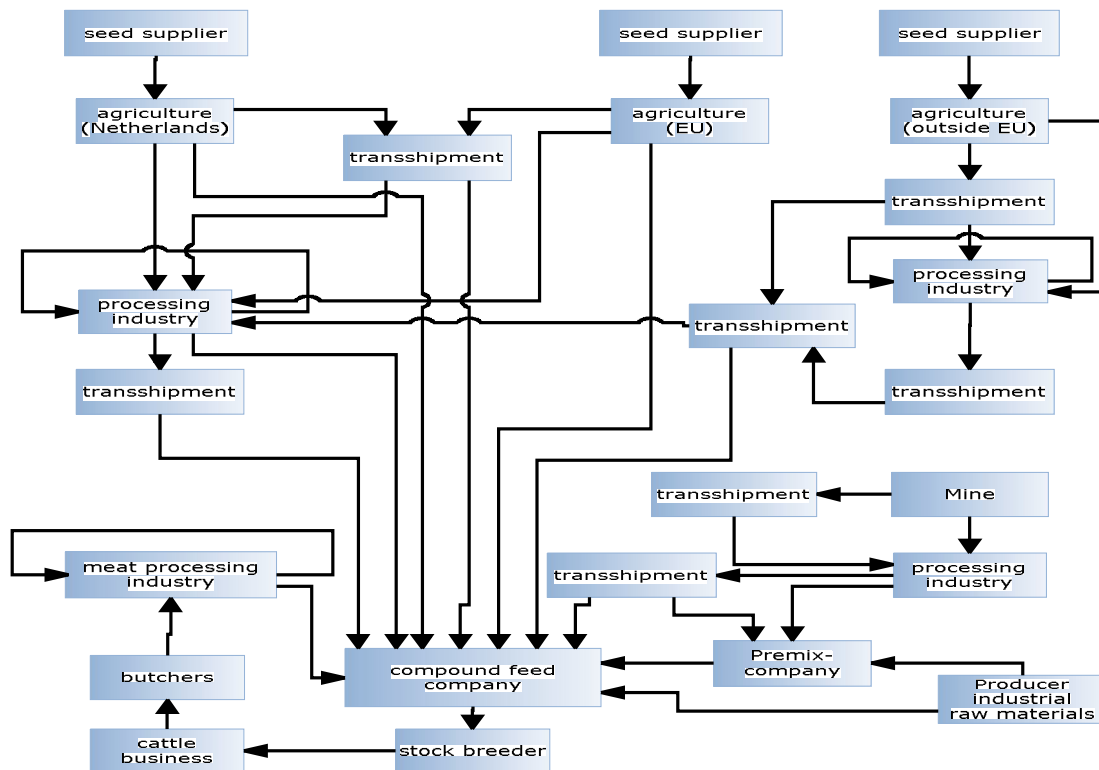 seed supplier
seed supplier
seed supplier
agriculture
(Netherlands)
agriculture
(EU)
agriculture
(outside EU)
transshipment
transshipment
processing
industry
processing
industry
transshipment
transshipment
transshipment
transshipment
Mine
meat processing
industry
transshipment
processing
industry
butchers
compound feed
company
Premix-
company
Producer
industrial
raw materials
cattle
business
stock breeder